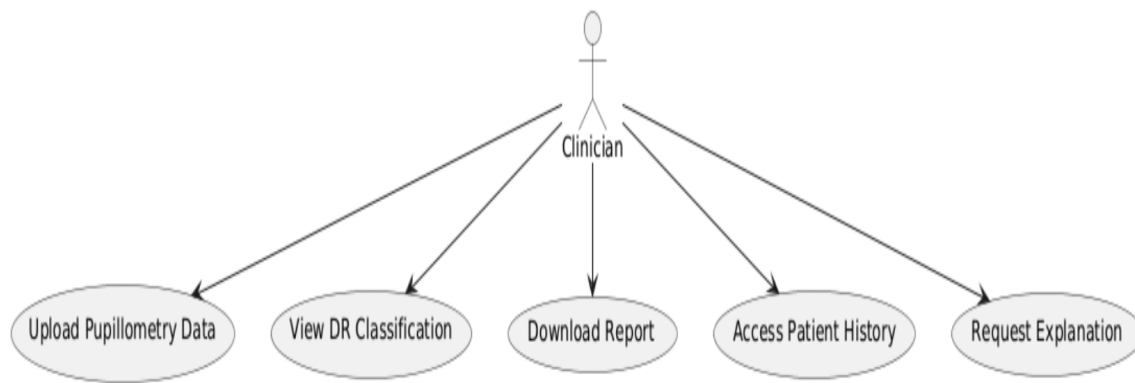 Clinician
Upload Pupillometry Data
View DR Classification
Download Report
Access Patient History
Request Explanation